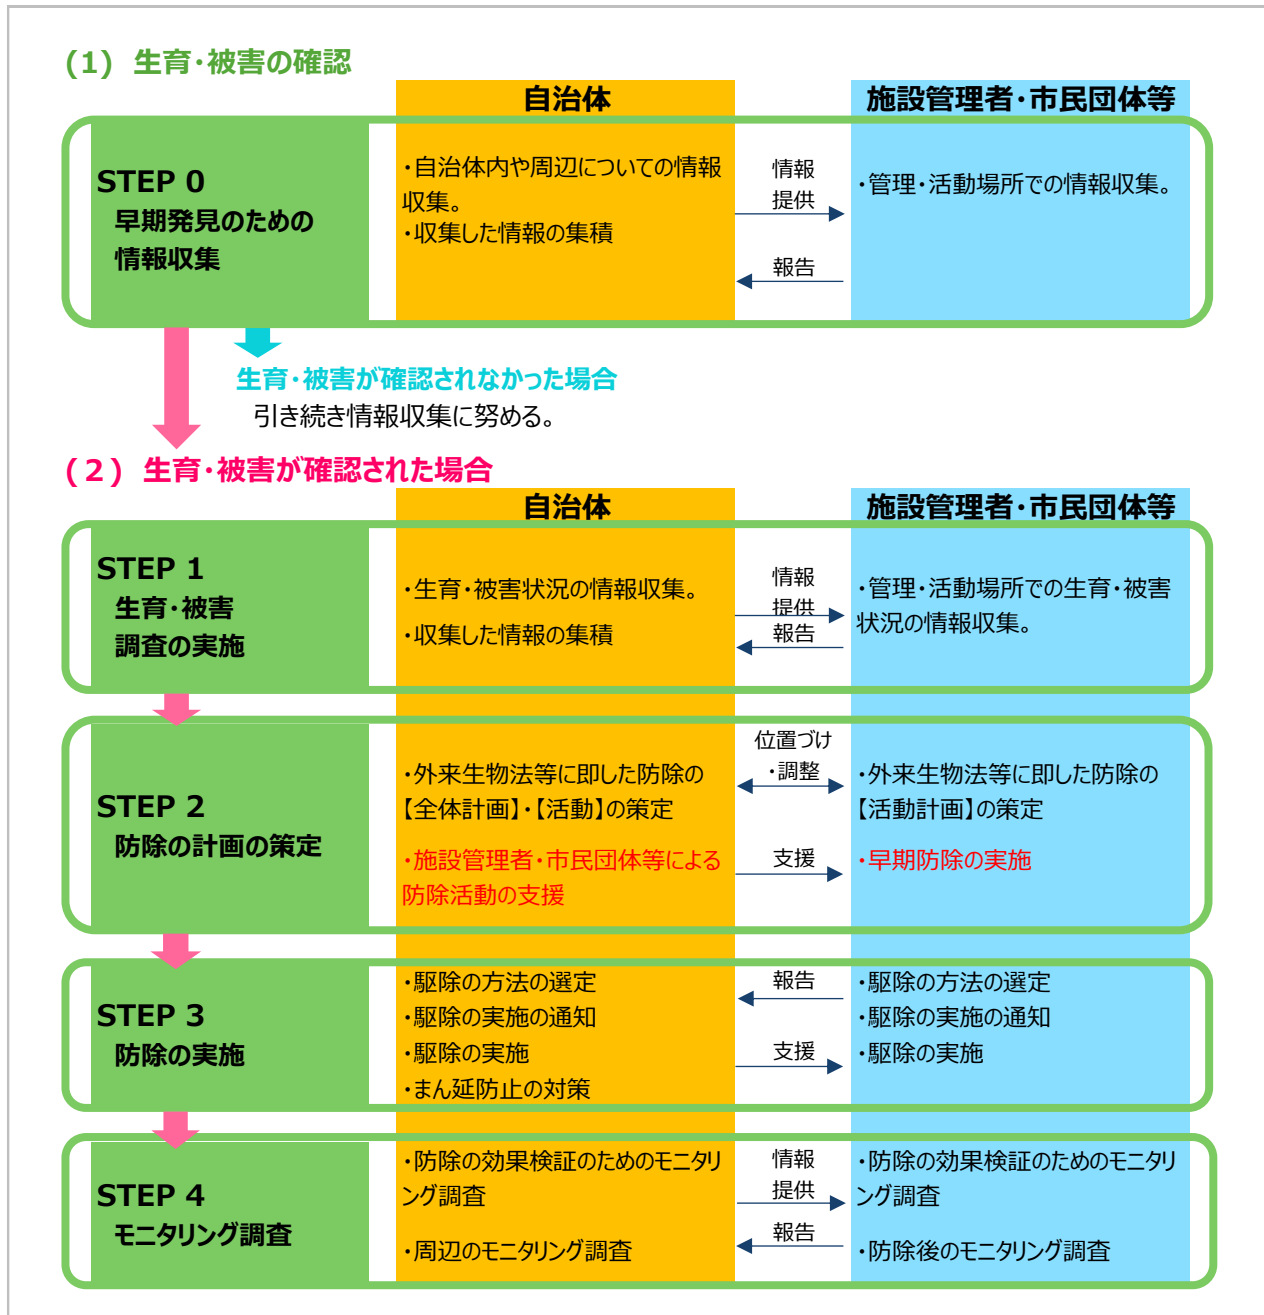 (1) 生育・被害の確認
自治体
施設管理者・市民団体等
STEP 0
早期発見のための
情報収集
・自治体内や周辺についての情報
収集。
・収集した情報の集積
情報
提供
報告
・管理・活動場所での情報収集。
生育・被害が確認されなかった場合
引き続き情報収集に努める。
(２) 生育・被害が確認された場合
自治体
施設管理者・市民団体等
STEP 1
生育・被害
調査の実施
・生育・被害状況の情報収集。
・収集した情報の集積
情報
提供
報告
・管理・活動場所での生育・被害
状況の情報収集。
STEP 2
防除の計画の策定
・外来生物法等に即した防除の
【全体計画】・【活動】の策定
・施設管理者・市民団体等による
防除活動の支援
位置づけ
・調整
支援
・外来生物法等に即した防除の
【活動計画】の策定
・早期防除の実施
STEP 3
防除の実施
・駆除の方法の選定
・駆除の実施の通知
・駆除の実施
・まん延防止の対策
報告
支援
・駆除の方法の選定
・駆除の実施の通知
・駆除の実施
STEP 4
モニタリング調査
・防除の効果検証のためのモニタリ
ング調査
・周辺のモニタリング調査
情報
提供
報告
・防除の効果検証のためのモニタリ
ング調査
・防除後のモニタリング調査